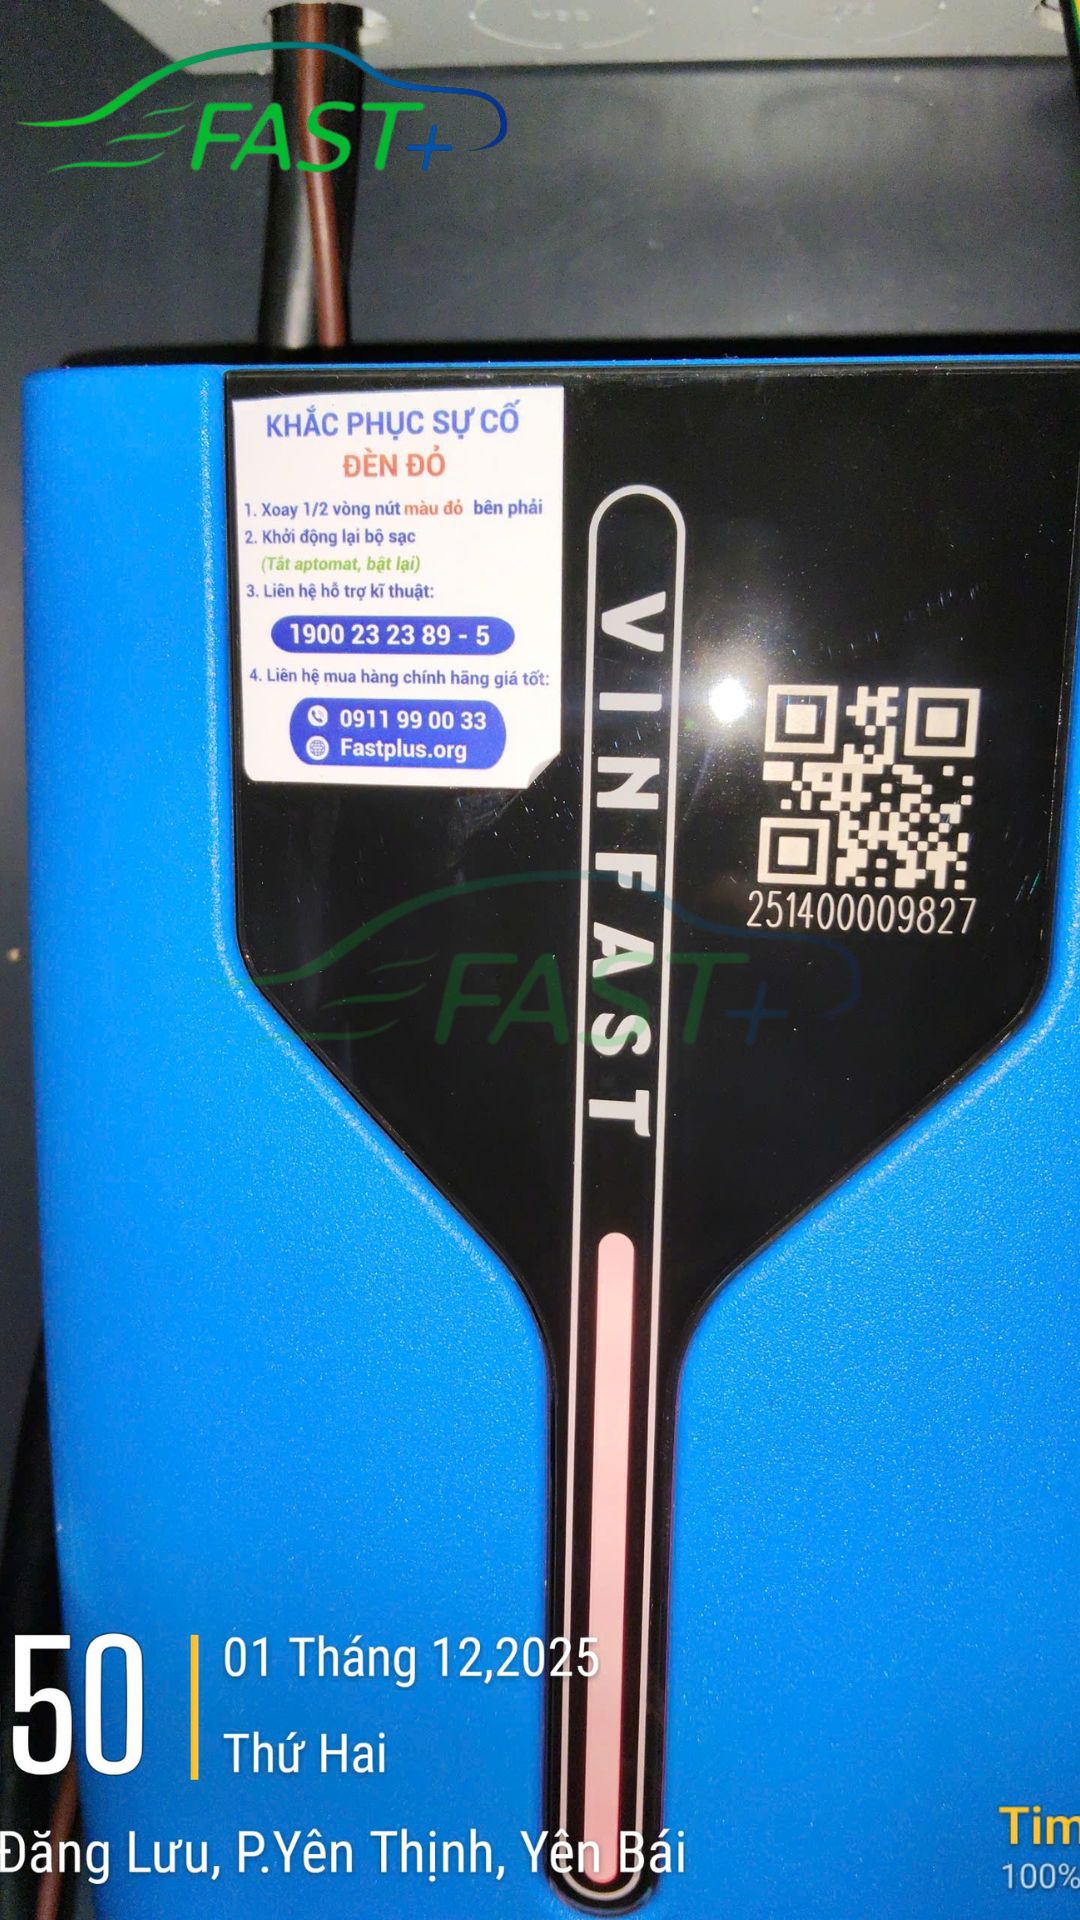 FAST+
KHẮC PHỤC SỰ CỐ
ĐÈN ĐỎ
1. Xoay 1/2 vòng nút màu đỏ bên phải
2. Khởi động lại bộ sạc
(Tắt aptomat, bật lại)
3. Liên hệ hỗ trợ kĩ thuật:
1900 23 23 89 - 5
4. Liên hệ mua hàng chính hãng giá tốt:
0911 99 00 33
Fastplus.org
VINFAST
251400009827
FAST+
50
01 Tháng 12,2025
Thứ Hai
Đăng Lưu, P.Yên Thịnh, Yên Bái
Tim
100%